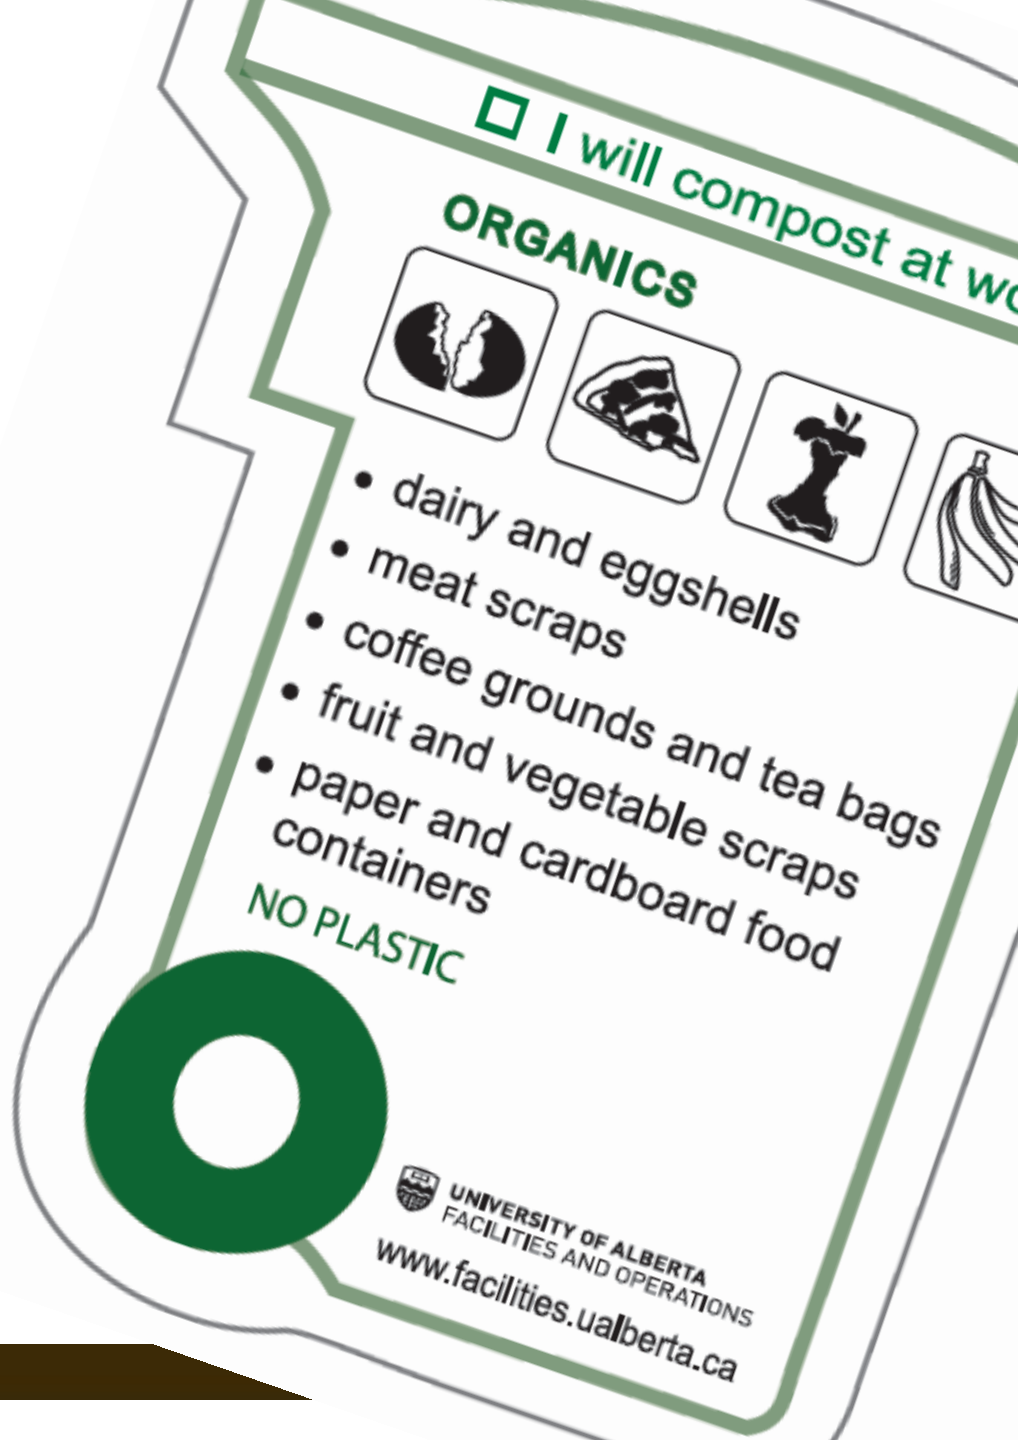 I will compost at
ORGANICS
• dairy and eggshells
• meat scraps
• coffee grounds and tea bags
• fruit and vegetable scraps
• paper and cardboard food
containers
NO PLASTIC
UNIVERSITY OF ALBERTA
FACILITIES AND OPERATIONS
www.facilities.ualberta.ca